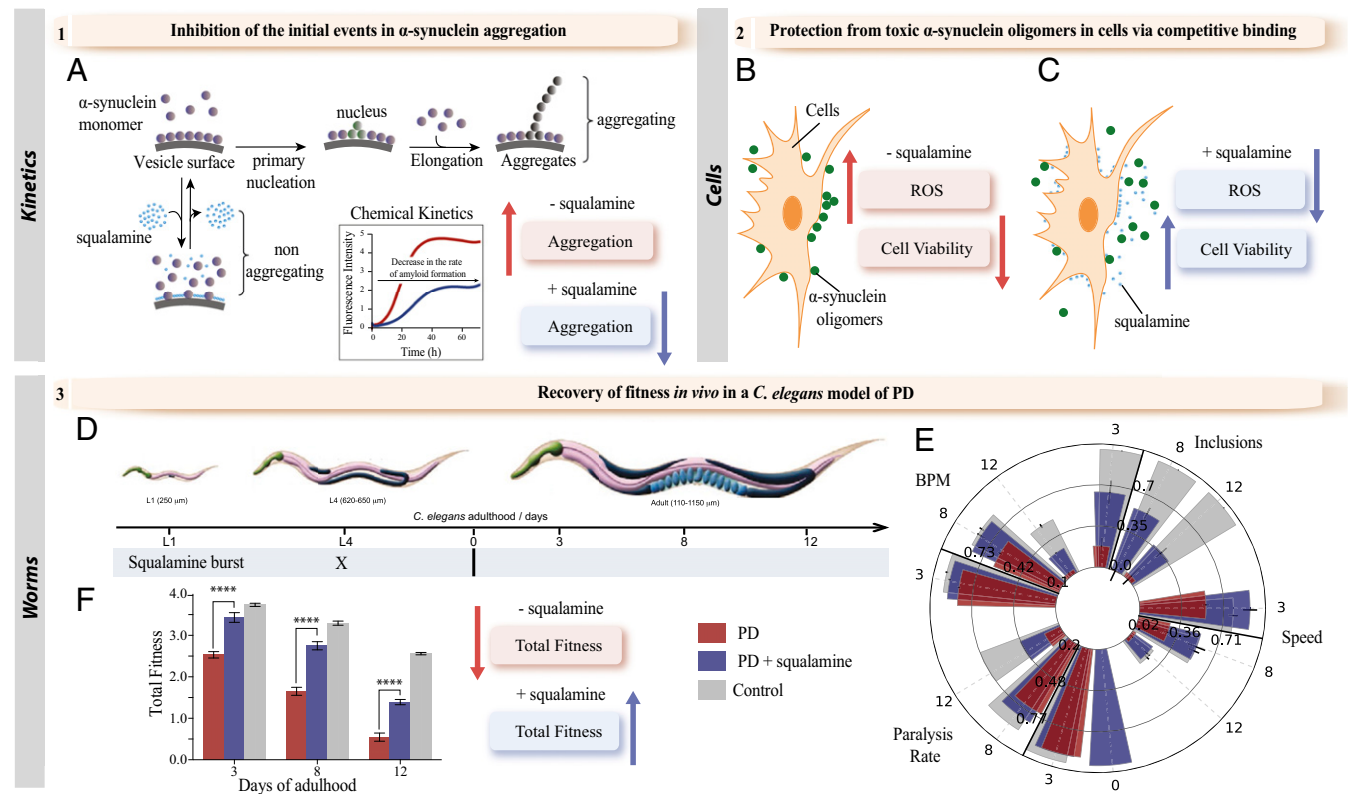 1
Inhibition of the initial events in α-synuclein aggregation
2
Protection from toxic α-synuclein oligomers in cells via competitive binding
Kinetics
A
α-synuclein
monomer
Vesicle surface
primary
nucleation
nucleus
Elongation
Aggregates
aggregating
squalamine
non
aggregating
Chemical Kinetics
Fluorescence Intensity
5
4
3
2
1
0
Decrease in the rate
of amyloid formation
0
20
40
60
Time (h)
- squalamine
Aggregation
+ squalamine
Aggregation
Cells
B
Cells
- squalamine
ROS
Cell Viability
α-synuclein
oligomers
C
+ squalamine
ROS
Cell Viability
squalamine
3
Recovery of fitness in vivo in a C. elegans model of PD
Worms
D
L1 (250 μm)
L4 (620-650 μm)
Adult (110-1150 μm)
C. elegans adulthood / days
L1
L4
0
3
8
12
Squalamine burst
X
F
Total Fitness
4.0
3.0
2.0
1.0
0.0
****
****
****
3
8
12
Days of adulhood
- squalamine
Total Fitness
+ squalamine
Total Fitness
PD
PD + squalamine
Control
E
3
8
Inclusions
12
0.7
0.35
0.0
3
Speed
8
12
0.02
0.36
0.71
0
3
8
12
Paralysis
Rate
0.2
0.48
0.77
3
8
12
BPM
0.73
0.42
0.1